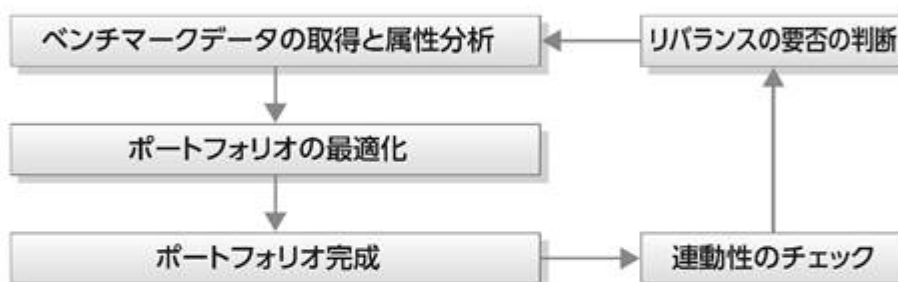 ベンチマークデータの取得と属性分析
リバランスの要否の判断
ポートフォリオの最適化
ポートフォリオ完成
連動性のチェック